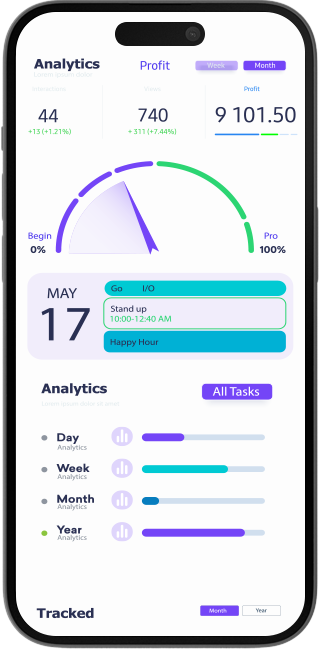 Analytics Profit Week Month
Lorem ipsum dolor
Profit
44 740 9 101.50
+13 (+1.21%) + 311 (+7.44%)
Begin Pro
0% 100%
MAY
17
Go I/O
Stand up
10:00-12:40 AM
Happy Hour
Analytics All Tasks
Lorem ipsum dolor sit amet
Day
Analytics
Week
Analytics
Month
Analytics
Year
Analytics
Tracked Month Year